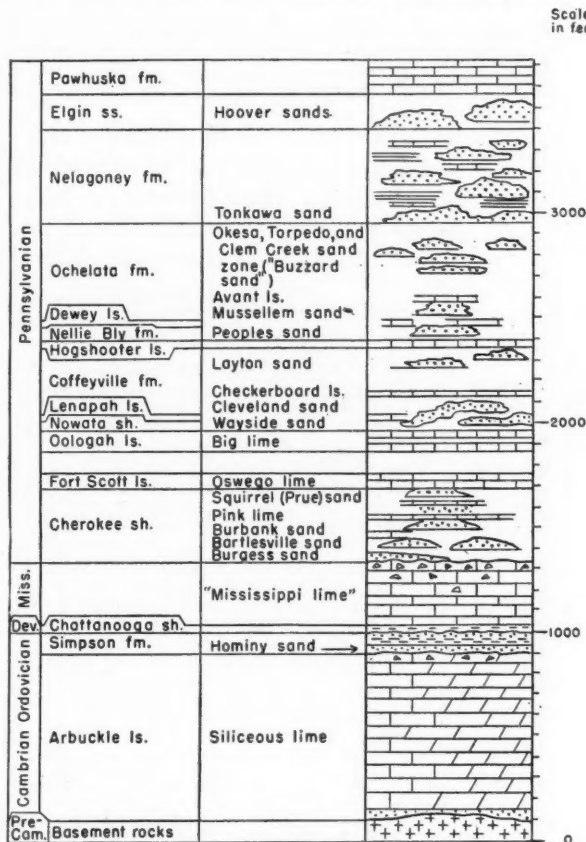 Scale
in fe
Pennsylvanian
Pawhuska fm.
Elgin ss.
Hoover sands
Nelagoney fm.
Tonkawa sand
3000
Ochelata fm.
Okesa, Torpedo, and
Clem Creek sand
zone ("Buzzard
sand")
Avant ls.
Dewey ls.
Mussellem sand
Nellie Bly fm.
Peoples sand
Hogshooter ls.
Layton sand
Coffeyville fm.
Checkerboard ls.
Lenapah ls.
Cleveland sand
Nowata sh.
Wayside sand
2000
Oologah ls.
Big lime
Fort Scott ls.
Oswego lime
Cherokee sh.
Squirrel (Prue) sand
Pink lime
Burbank sand
Bartlesville sand
Burgess sand
Miss.
"Mississippi lime"
Dev.
Chattanooga sh.
1000
Cambrian Ordovician
Simpson fm.
Hominy sand
Arbuckle ls.
Siliceous lime
Pre-
Cam.
Basement rocks
0